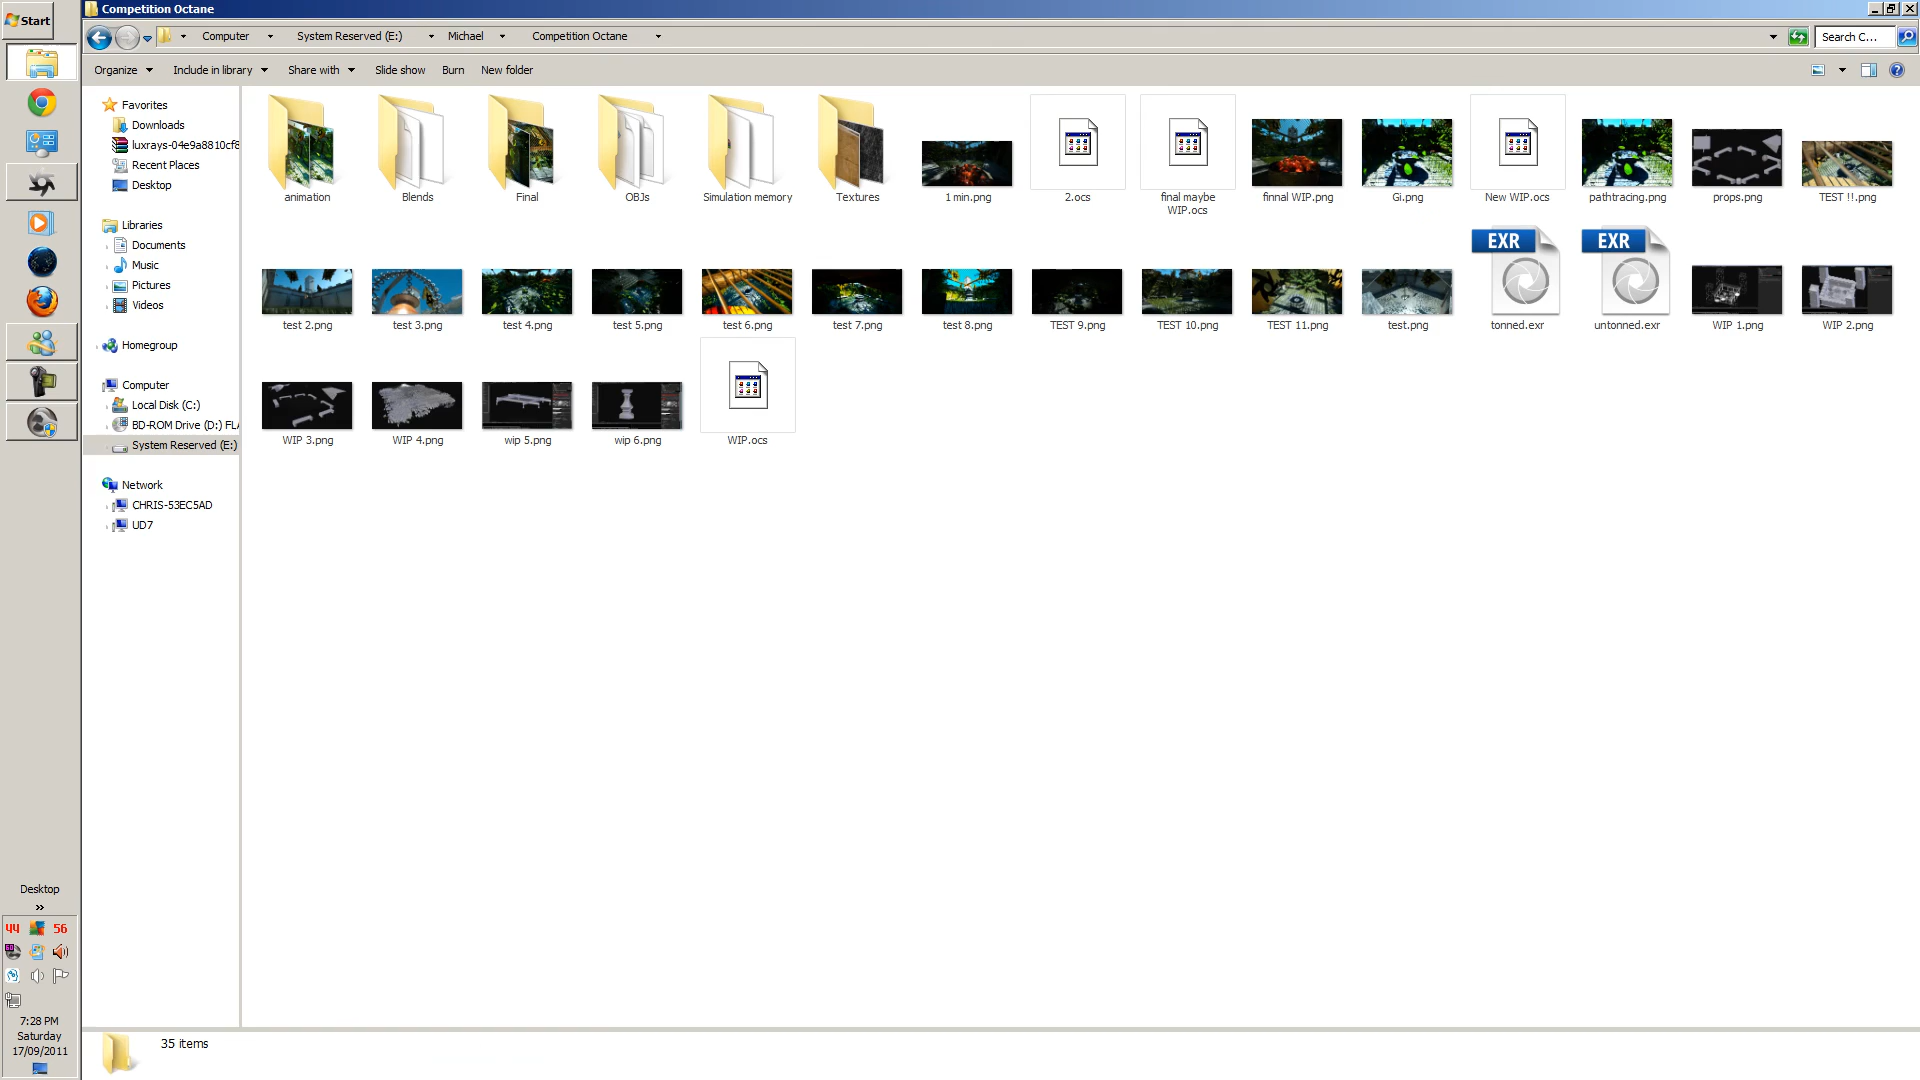 Start
Competition Octane
Computer System Reserved (E:) Michael Competition Octane
Search C...
Organize Include in library Share with Slide show Burn New folder
Favorites
Downloads
luxrays-04e9a8810cf8
Recent Places
Desktop
Libraries
Documents
Music
Pictures
Videos
Homegroup
Computer
Local Disk (C:)
BD-ROM Drive (D:) FL
System Reserved (E:)
Network
CHRIS-53EC5AD
UD7
animation
Blends
Final
OBJs
Simulation memory
Textures
1 min.png
2.ocs
final maybe
WIP.ocs
finnal WIP.png
Gi.png
New WIP.ocs
pathtracing.png
props.png
TEST !!.png
test 2.png
test 3.png
test 4.png
test 5.png
test 6.png
test 7.png
test 8.png
TEST 9.png
TEST 10.png
TEST 11.png
test.png
EXR
tonned.exr
EXR
untonned.exr
WIP 1.png
WIP 2.png
WIP 3.png
WIP 4.png
wip 5.png
wip 6.png
WIP.ocs
Desktop
»
44
56
7:28 PM
Saturday
17/09/2011
35 items